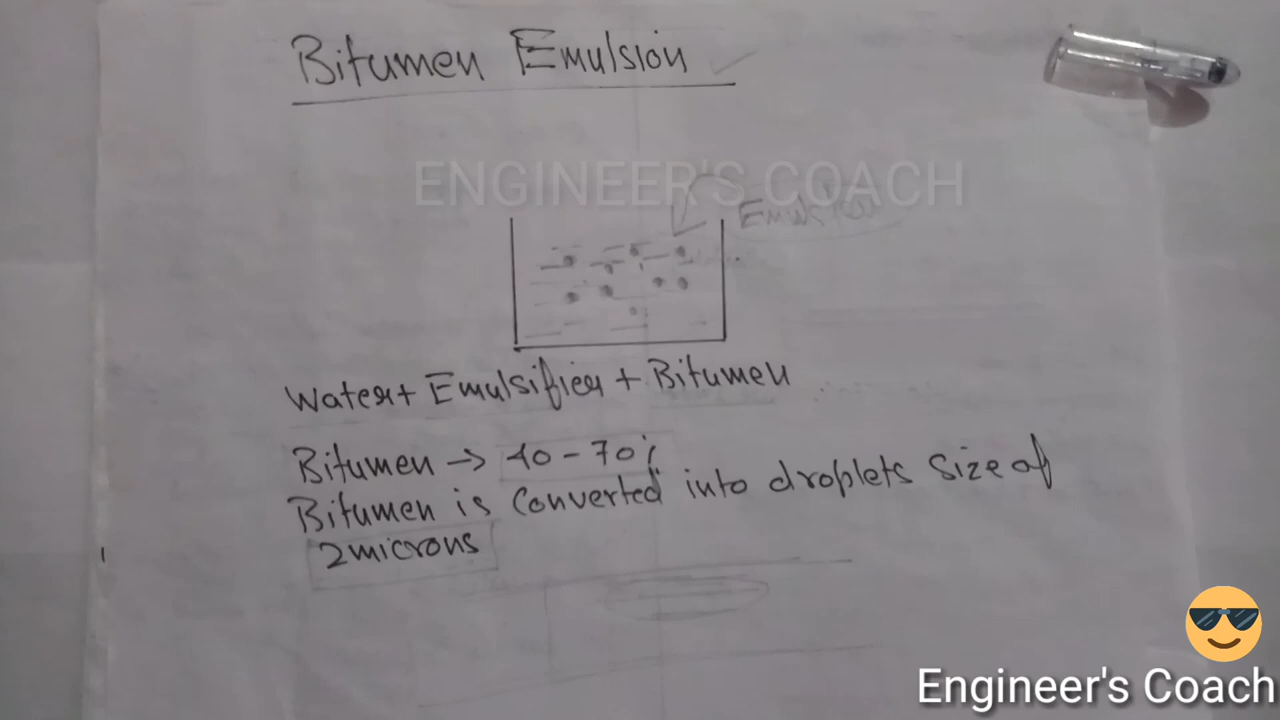 Bitumen Emulsion
ENGINEER'S COACH
Emulsion
Water + Emulsifier + Bitumen
Bitumen → 40 - 70%
Bitumen is converted into droplets size of
2 microns
Engineer's Coach